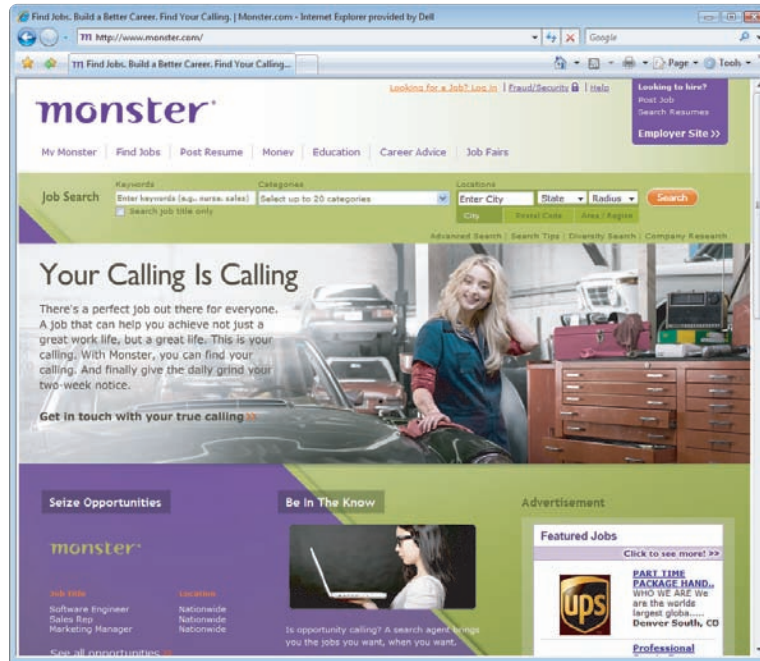 Find Jobs. Build a Better Career. Find Your Calling. | Monster.com - Internet Explorer provided by Dell
http://www.monster.com/
Google
Find Jobs. Build a Better Career. Find Your Calling...
Page
Tools
Looking for a Job? Log in | Fraud/Security | Help
Looking to hire?
Post Job
Search Resumes
Employer Site >>
monster
My Monster | Find Jobs | Post Resume | Money | Education | Career Advice | Job Fairs
Job Search
Keywords
Categories
Locations
Enter keywords (e.g., nurse, sales)
Select up to 20 categories
Enter City
State
Radius
Search
Search job title only
City
Postal Code
Area / Region
Advanced Search | Search Tips | Diversity Search | Company Research
Your Calling Is Calling
There's a perfect job out there for everyone.
A job that can help you achieve not just a
great work life, but a great life. This is your
calling. With Monster, you can find your
calling. And finally give the daily grind your
two-week notice.
Get in touch with your true calling >>
Seize Opportunities
monster
Job Title Location
Software Engineer Nationwide
Sales Rep Nationwide
Marketing Manager Nationwide
See all opportunities >>
Be In The Know
Is opportunity calling? A search agent brings
you the jobs you want, when you want.
Advertisement
Featured Jobs
Click to see more! >>
ups
PART TIME
PACKAGE HAND..
WHO WE ARE We
are the worlds
largest globa.....
Denver South, CO
Professional